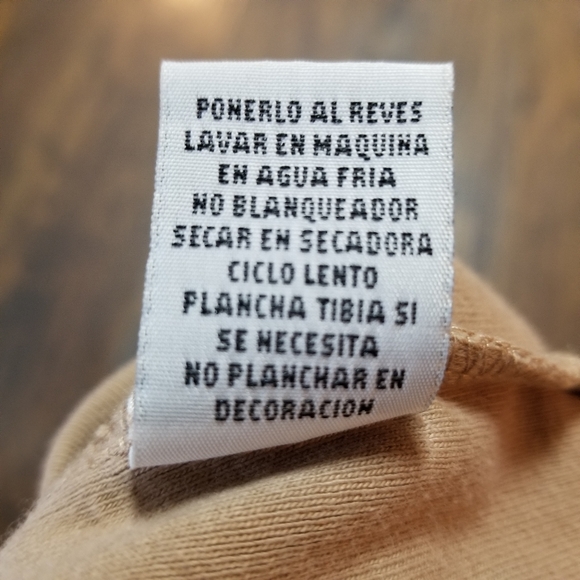 PONERLO AL REVES
LAVAR EN MAQUINA
EN AGUA FRIA
NO BLANQUEADOR
SECAR EN SECADORA
CICLO LENTO
PLANCHA TIBIA SI
SE NECESITA
NO PLANCHAR EN
DECORACION